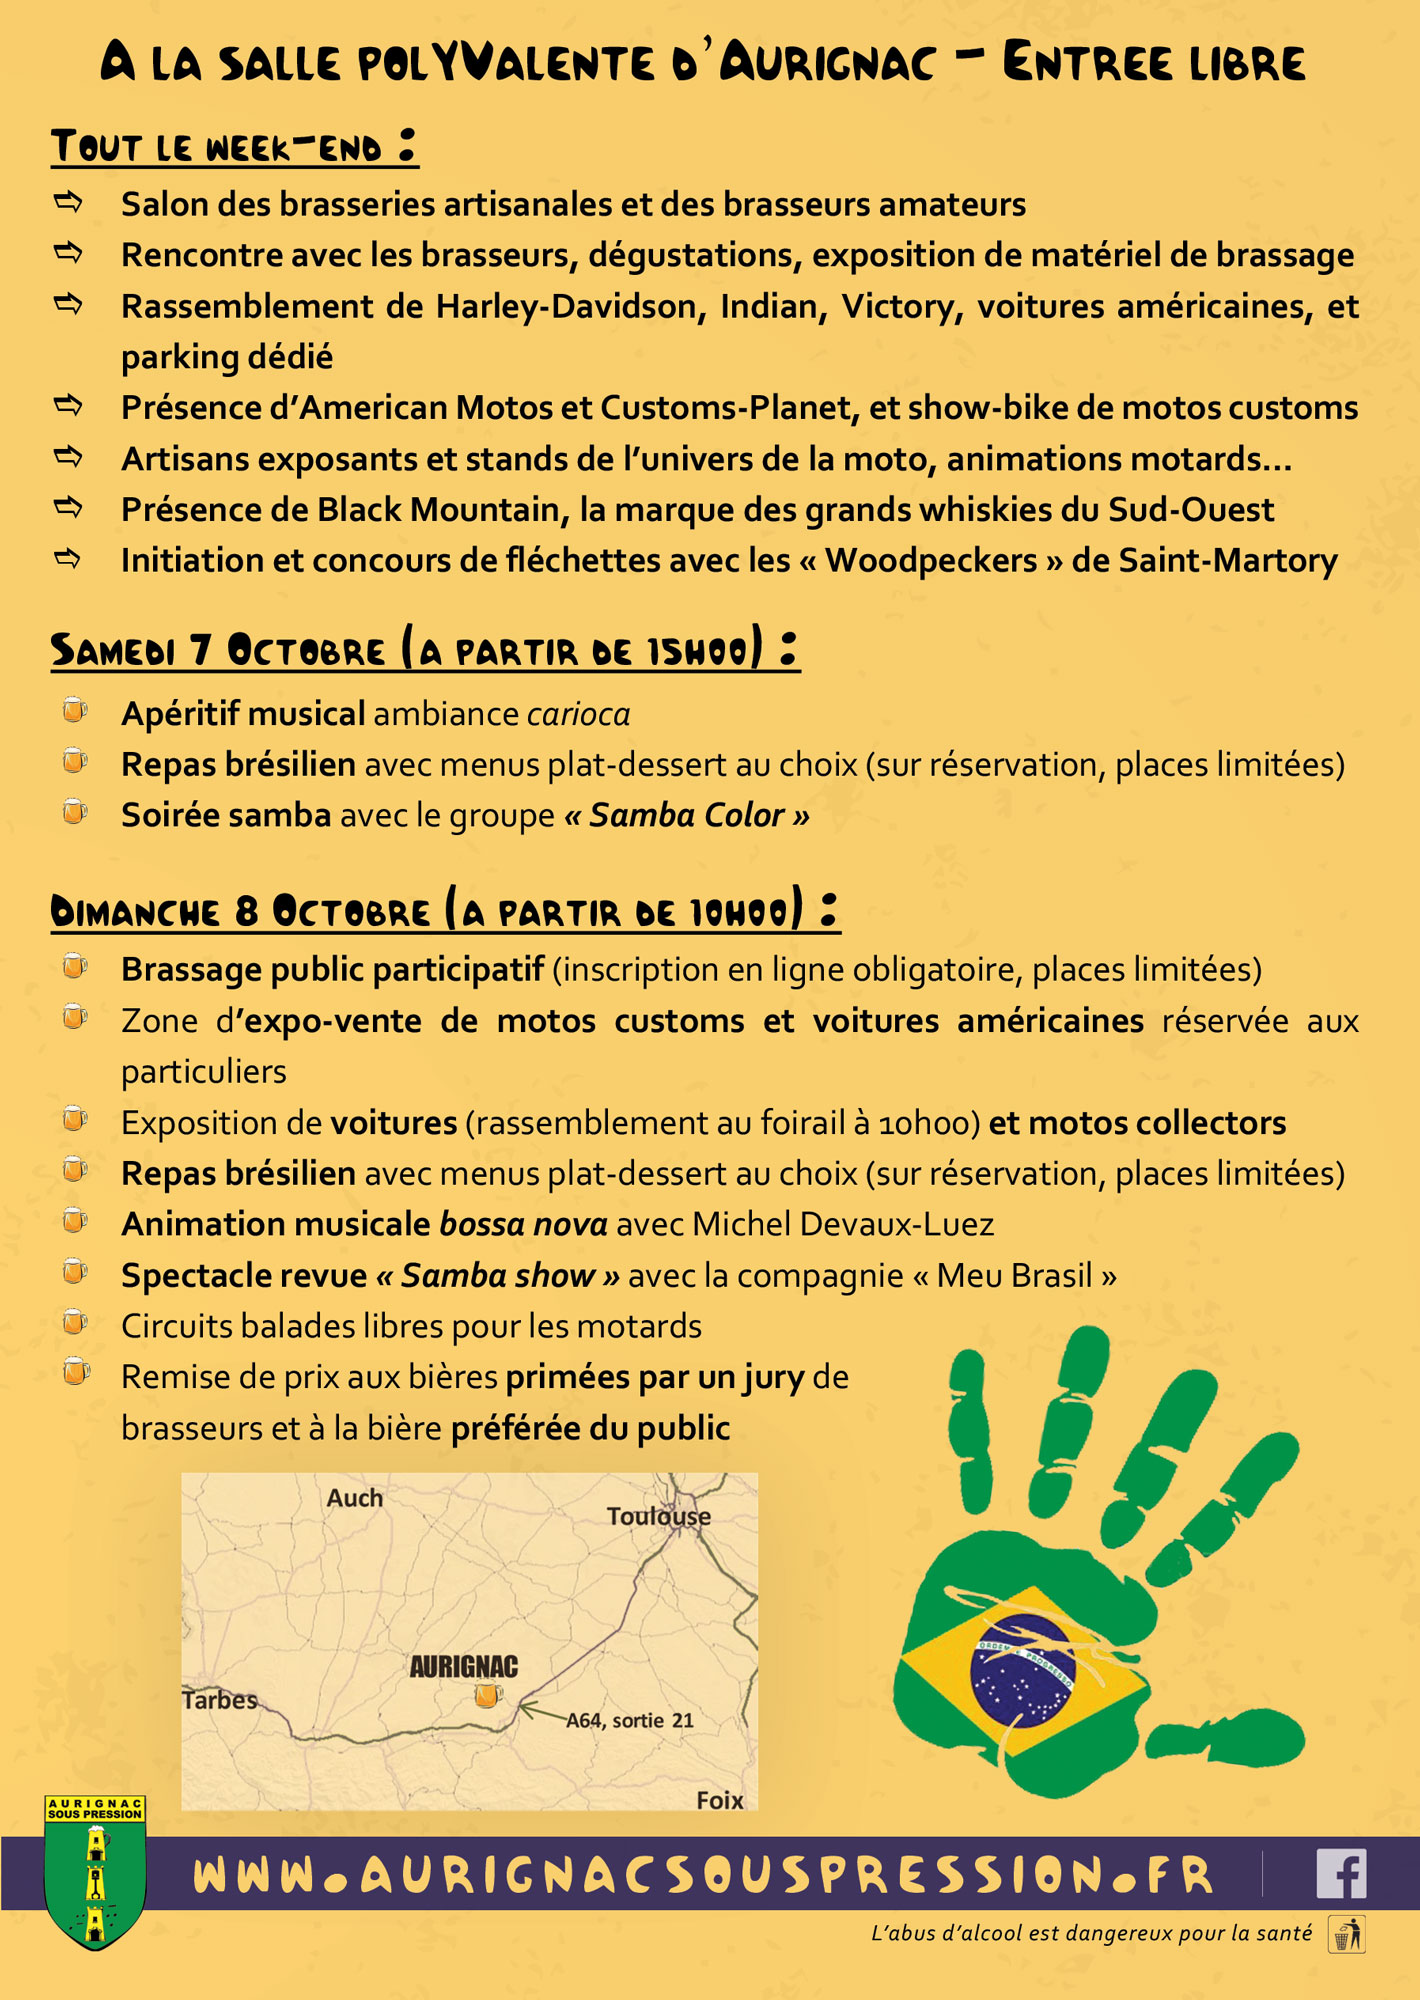 A LA SALLE POLYVALENTE D'AURIGNAC – ENTREE LIBRE
TOUT LE WEEK-END :
Salon des brasseries artisanales et des brasseurs amateurs
Rencontre avec les brasseurs, dégustations, exposition de matériel de brassage
Rassemblement de Harley-Davidson, Indian, Victory, voitures américaines, et
parking dédié
Présence d'American Motos et Customs-Planet, et show-bike de motos customs
Artisans exposants et stands de l'univers de la moto, animations motards...
Présence de Black Mountain, la marque des grands whiskies du Sud-Ouest
Initiation et concours de fléchettes avec les « Woodpeckers » de Saint-Martory
SAMEDI 7 OCTOBRE (A PARTIR DE 15H00) :
Apéritif musical ambiance carioca
Repas brésilien avec menus plat-dessert au choix (sur réservation, places limitées)
Soirée samba avec le groupe « Samba Color »
DIMANCHE 8 OCTOBRE (A PARTIR DE 10H00) :
Brassage public participatif (inscription en ligne obligatoire, places limitées)
Zone d'expo-vente de motos customs et voitures américaines réservée aux
particuliers
Exposition de voitures (rassemblement au foirail à 10h00) et motos collectors
Repas brésilien avec menus plat-dessert au choix (sur réservation, places limitées)
Animation musicale bossa nova avec Michel Devaux-Luez
Spectacle revue « Samba show » avec la compagnie « Meu Brasil »
Circuits balades libres pour les motards
Remise de prix aux bières primées par un jury de
brasseurs et à la bière préférée du public
Auch
Toulouse
AURIGNAC
Tarbes
A64, sortie 21
Foix
ORDEM E PROGRESSO
AURIGNAC
SOUS PRESSION
WWW.AURIGNACSOUSPRESSION.FR
L'abus d'alcool est dangereux pour la santé